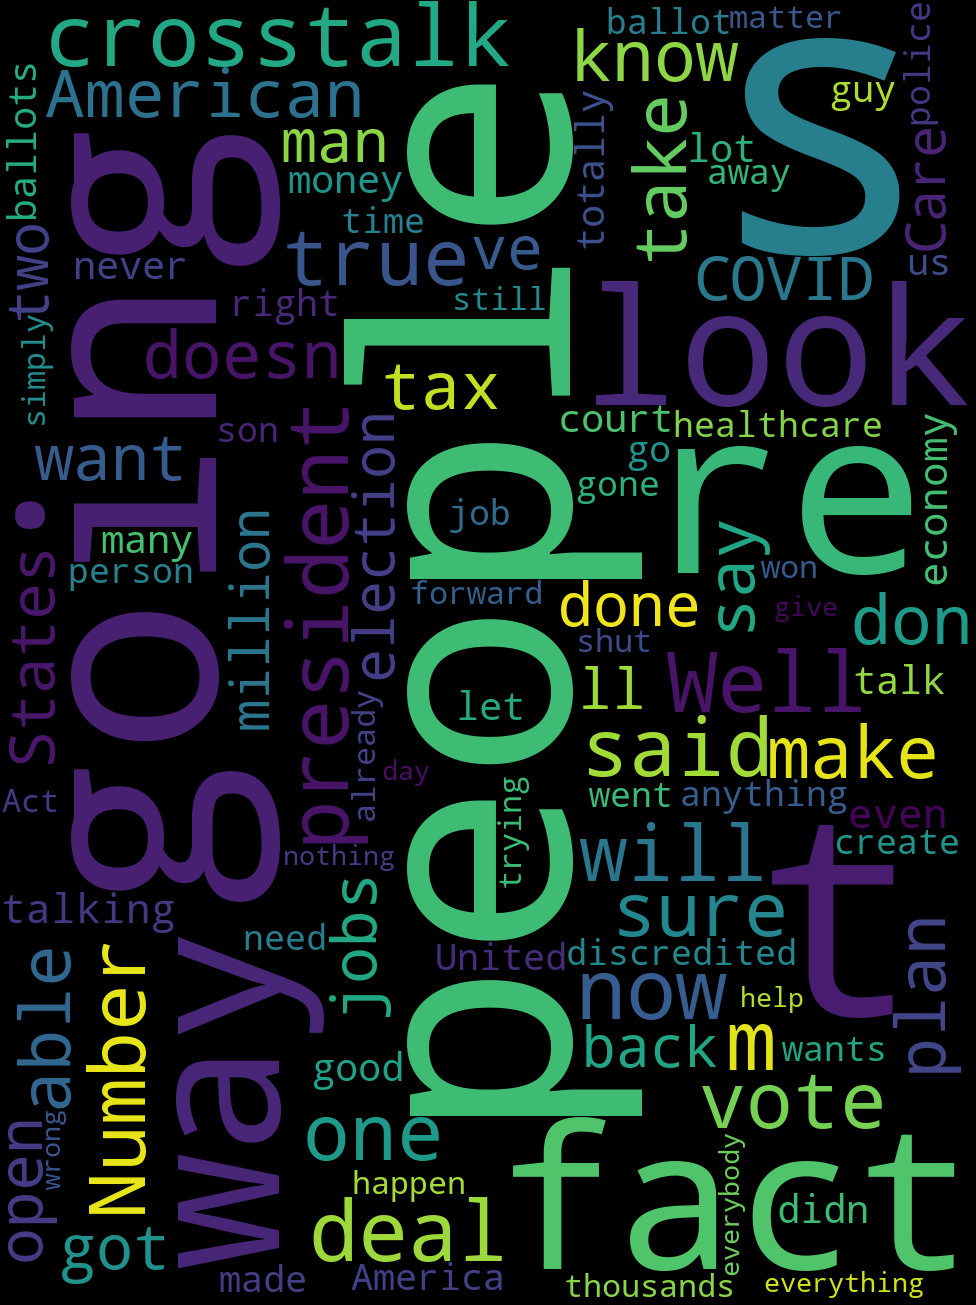 crosstalk
ballot
matter
police
American
know
s
guy
ballots
man
take
totally
lot
away
money
Care
time
true
ve
two
never
COVID
us
right
still
look
simply
doesn
tax
son
court
healthcare
want
president
election
go
re
economy
gone
States
many
job
million
say
person
going
people
forward
done
won
give
don
shut
let
ll
Well
talk
already
said
make
day
Act
trying
went
anything
even
nothing
will
t
create
talking
jobs
sure
need
United
discredited
plan
able
Number
way
now
help
good
back
m
wants
open
wrong
one
vote
happen
fact
everybody
didn
got
deal
made
America
thousands
everything